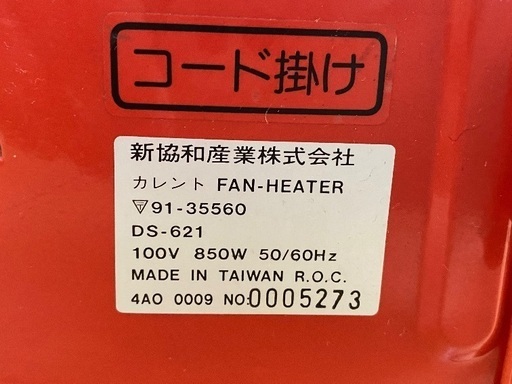 コード掛け
新協和産業株式会社
カレント FAN-HEATER
91-35560
DS-621
100V 850W 50/60Hz
MADE IN TAIWAN R.O.C.
4AO 0009 NO:0005273